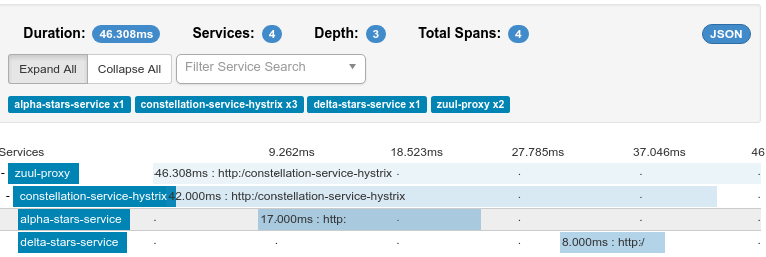 Duration: 46.308ms Services: 4 Depth: 3 Total Spans: 4 JSON
Expand All Collapse All Filter Service Search
alpha-stars-service x1 constellation-service-hystrix x3 delta-stars-service x1 zuul-proxy x2
Services 9.262ms 18.523ms 27.785ms 37.046ms 46
- zuul-proxy 46.308ms : http:/constellation-service-hystrix
- constellation-service-hystrix 42.000ms : http:/constellation-service-hystrix
alpha-stars-service 17.000ms : http:
delta-stars-service 8.000ms : http:/